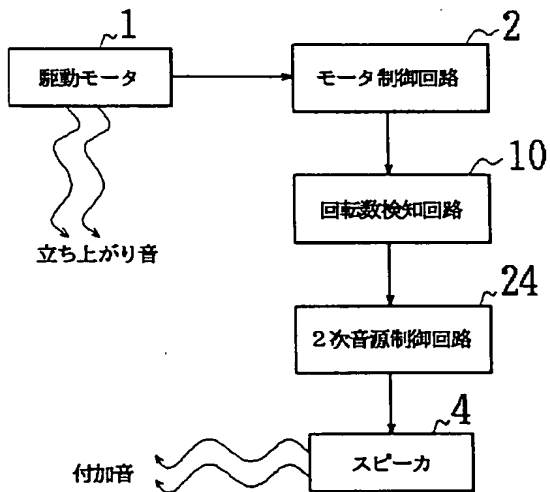 1
駆動モータ
2
モータ制御回路
10
回転数検知回路
立ち上がり音
24
2次音源制御回路
4
スピーカ
付加音